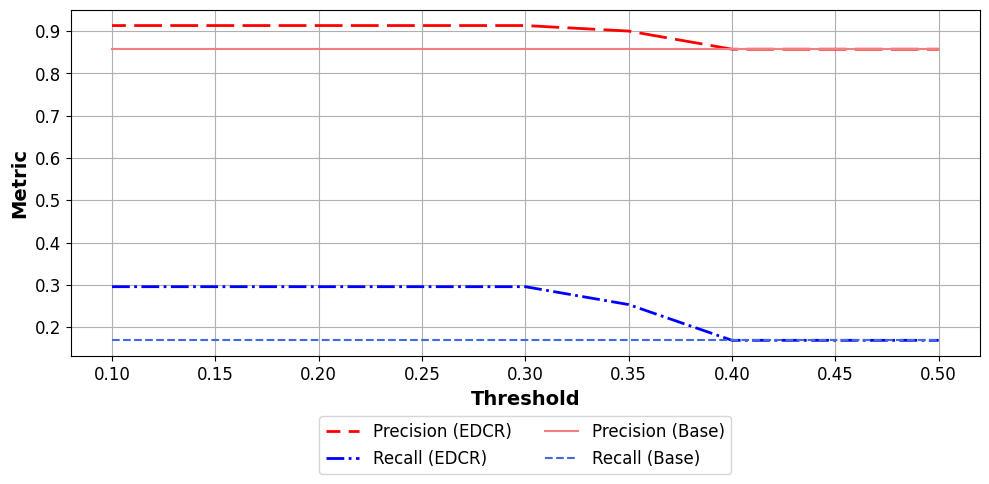 0.9
0.8
0.7
0.6
0.5
0.4
0.3
0.2
Metric
0.10 0.15 0.20 0.25 0.30 0.35 0.40 0.45 0.50
Threshold
Precision (EDCR) Precision (Base)
Recall (EDCR) Recall (Base)